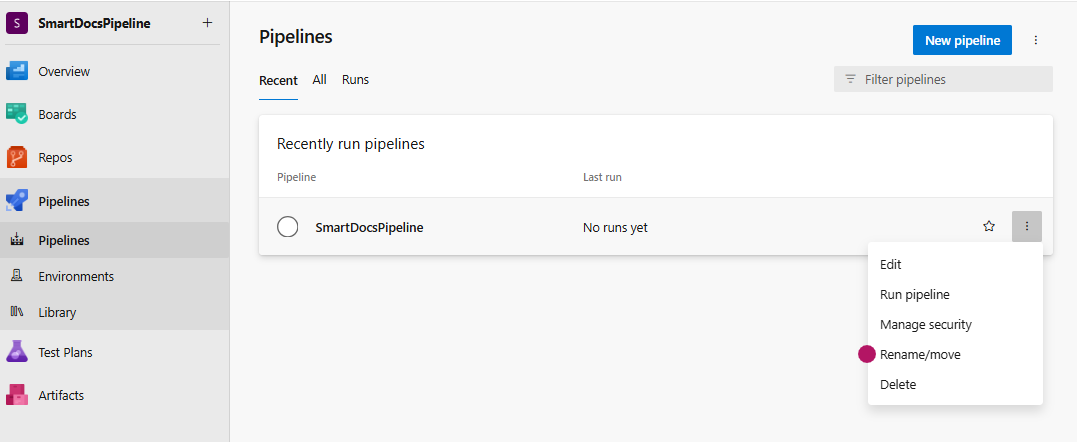 S SmartDocsPipeline +
Overview
Boards
Repos
Pipelines
Pipelines
Environments
Library
Test Plans
Artifacts
Pipelines
New pipeline
Recent All Runs
Filter pipelines
Recently run pipelines
Pipeline Last run
SmartDocsPipeline No runs yet
Edit
Run pipeline
Manage security
Rename/move
Delete